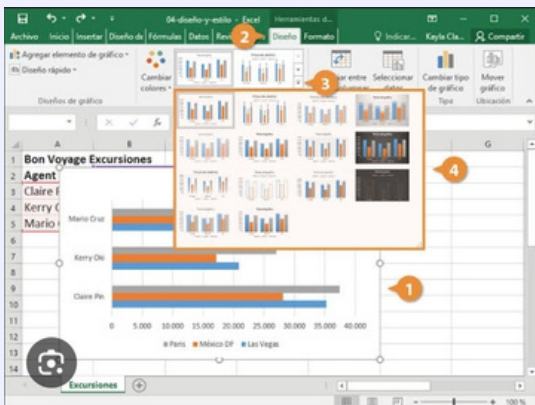 04-diseño-y-estilo - Excel
Herramientas d...
Archivo Inicio Insertar Diseño de Fórmulas Datos Diseño Formato Indicar... Kayla Cla... Compartir
2
Agregar elemento de gráfico
Diseño rápido
Cambiar colores
3
Seleccionar
Cambiar tipo de gráfico
Mover gráfico
Diseños de gráfico
Tipo
Ubicación
4
A B G
1 Bon Voyage Excursiones
2 Agent
3 Claire
4 Kerry
5 Mario
6
7
8
9
10
11
12
13
14
Mario Cruz
Kerry Oki
Claire Pin
1
0 5.000 10.000 15.000 20.000 25.000 30.000 35.000 40.000
Paris México DF Las Vegas
Excursiones
100 %